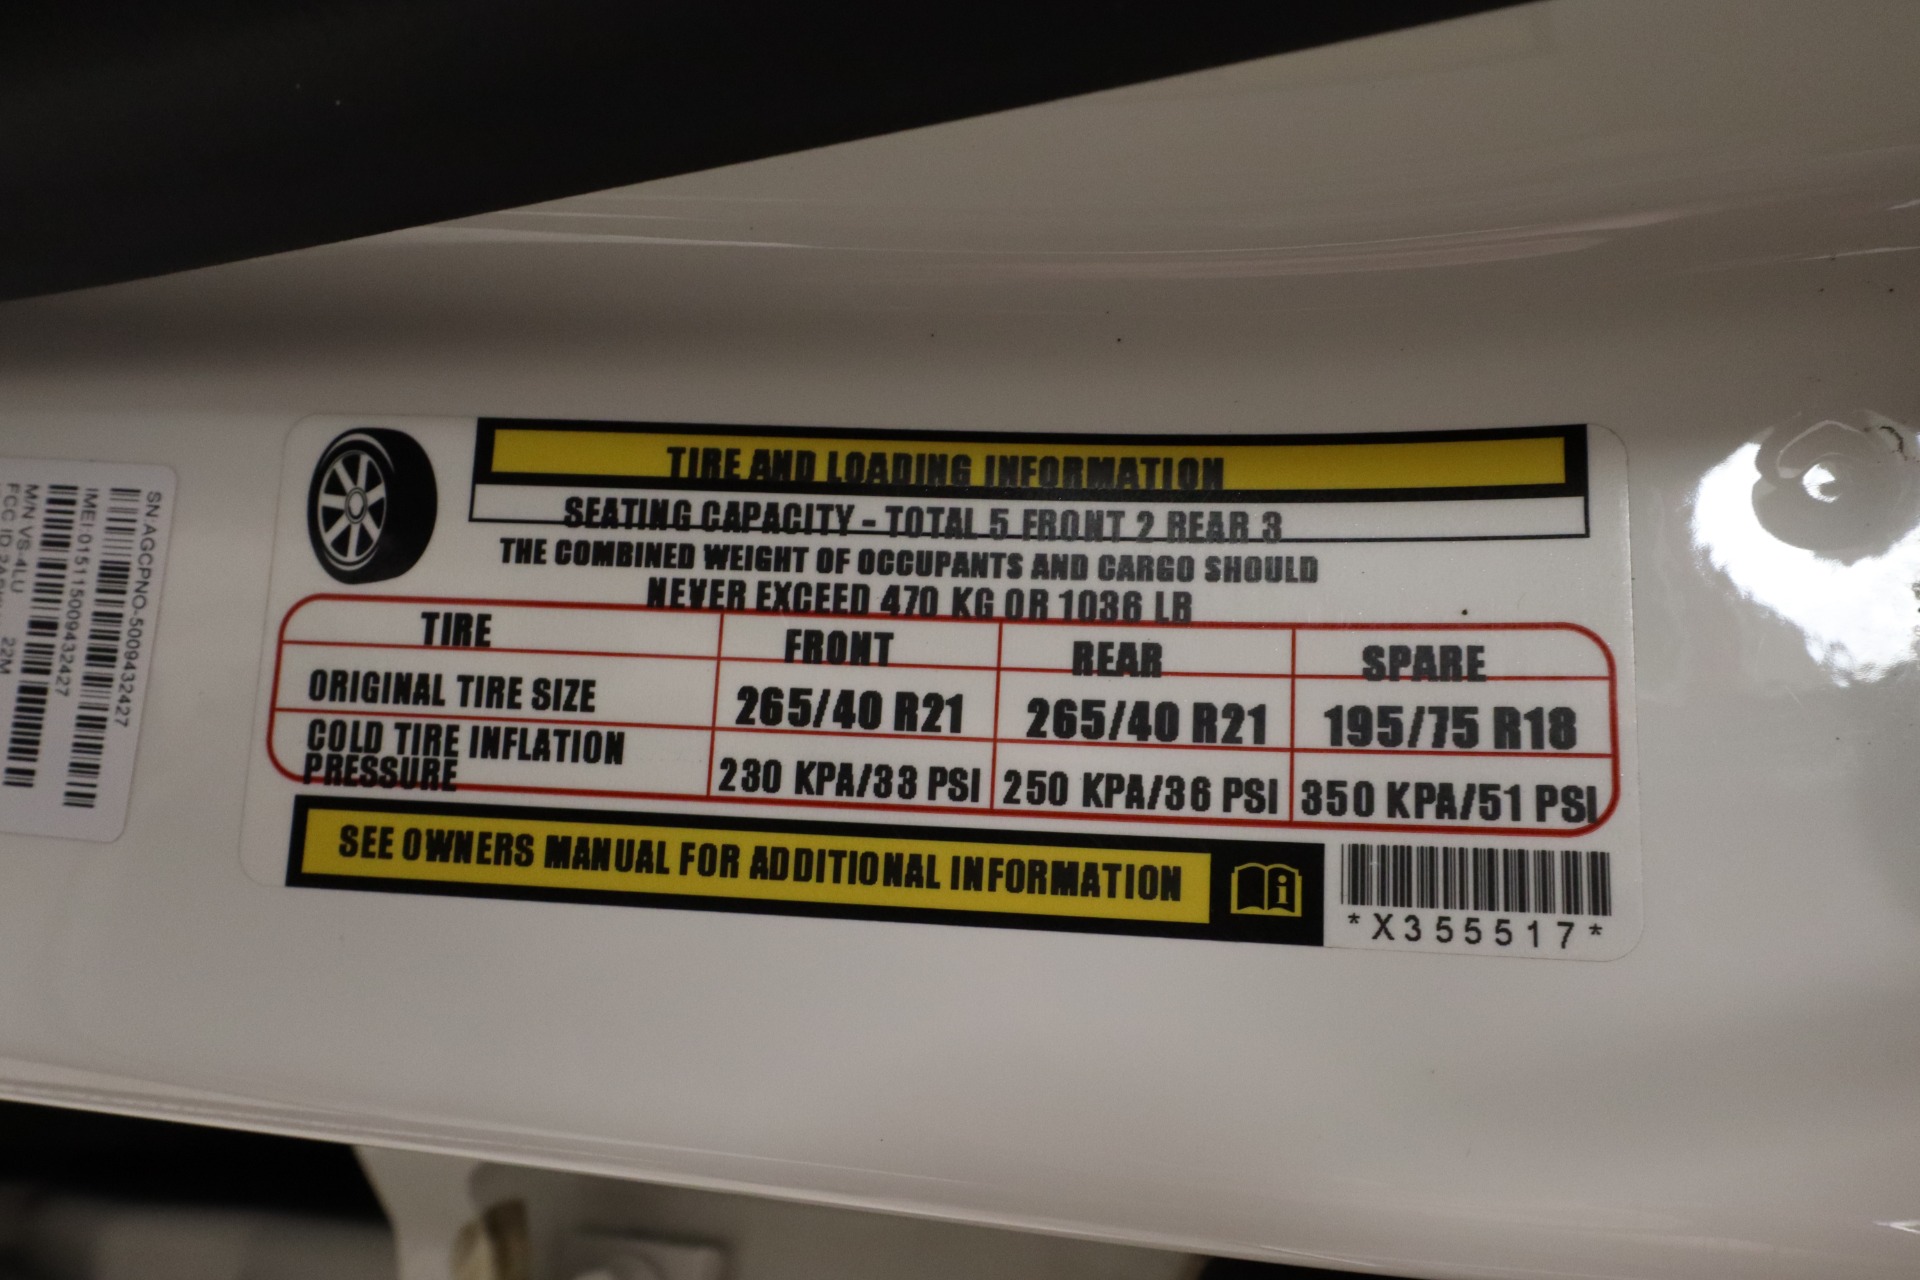 TIRE AND LOADING INFORMATION
SEATING CAPACITY - TOTAL 5 FRONT 2 REAR 3
THE COMBINED WEIGHT OF OCCUPANTS AND CARGO SHOULD
NEVER EXCEED 470 KG OR 1036 LB
TIRE FRONT REAR SPARE
ORIGINAL TIRE SIZE 265/40 R21 265/40 R21 195/75 R18
COLD TIRE INFLATION
PRESSURE 230 KPA/33 PSI 250 KPA/36 PSI 350 KPA/51 PSI
SEE OWNERS MANUAL FOR ADDITIONAL INFORMATION
*X355517*
SN:AGCPNO-5009432427
IMEI:015115009432427
M/N VS-4LU 22M
FCC ID